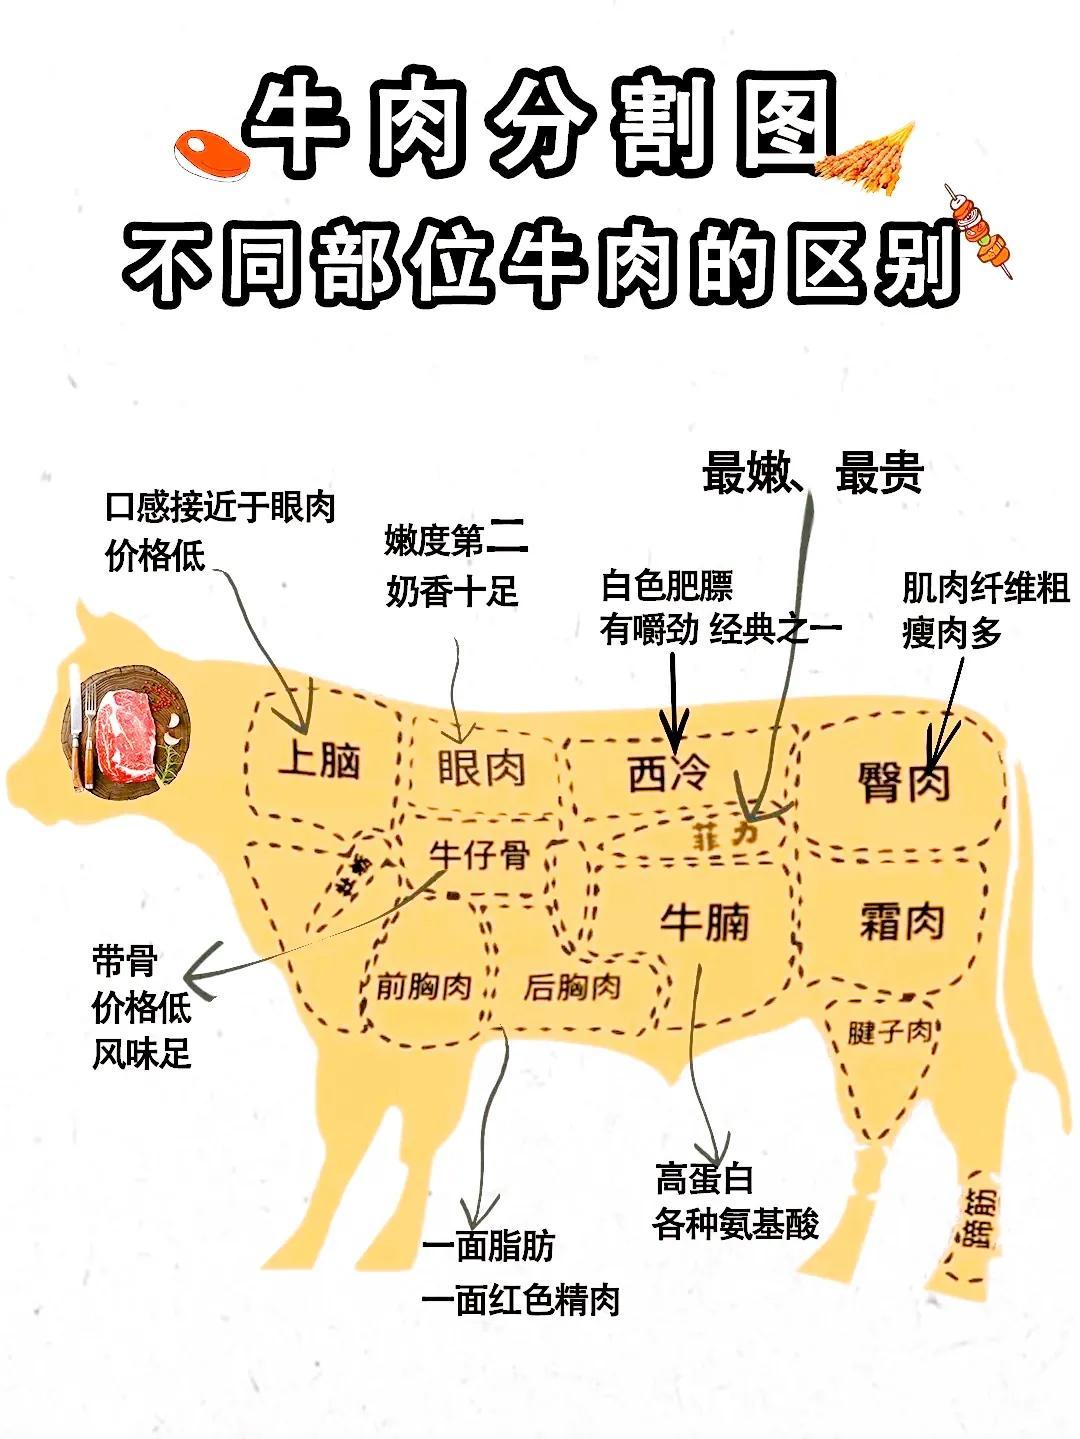 牛肉分割图
不同部位牛肉的区别
最嫩、最贵
口感接近于眼肉
价格低
嫩度第二
奶香十足
白色肥膘
有嚼劲 经典之一
肌肉纤维粗
瘦肉多
上脑
眼肉
西冷
臀肉
菲力
牛仔骨
牛腩
霜肉
前胸肉
后胸肉
腱子肉
带骨
价格低
风味足
高蛋白
各种氨基酸
蹄筋
一面脂肪
一面红色精肉